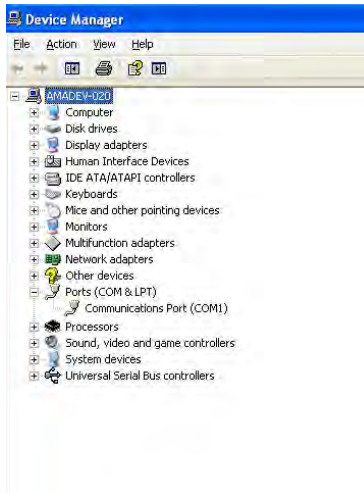 Device Manager
File Action View Help
AMADEV-020
Computer
Disk drives
Display adapters
Human Interface Devices
IDE ATA/ATAPI controllers
Keyboards
Mice and other pointing devices
Monitors
Multifunction adapters
Network adapters
Other devices
Ports (COM & LPT)
Communications Port (COM1)
Processors
Sound, video and game controllers
System devices
Universal Serial Bus controllers